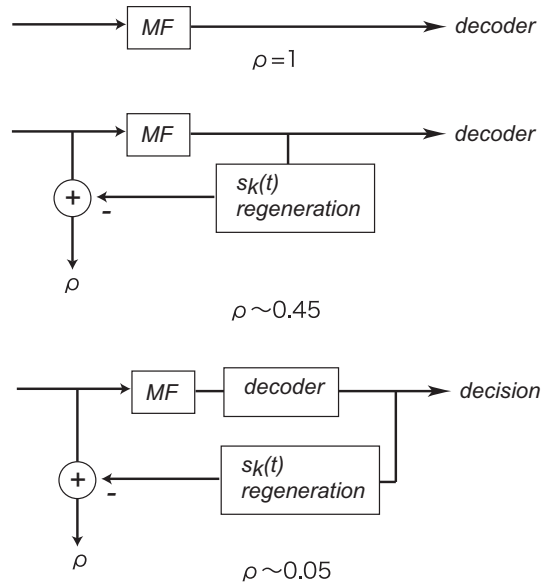 MF
decoder
ρ=1
MF
decoder
sk(t)
regeneration
+
-
ρ
ρ～0.45
MF
decoder
decision
sk(t)
regeneration
+
-
ρ
ρ～0.05